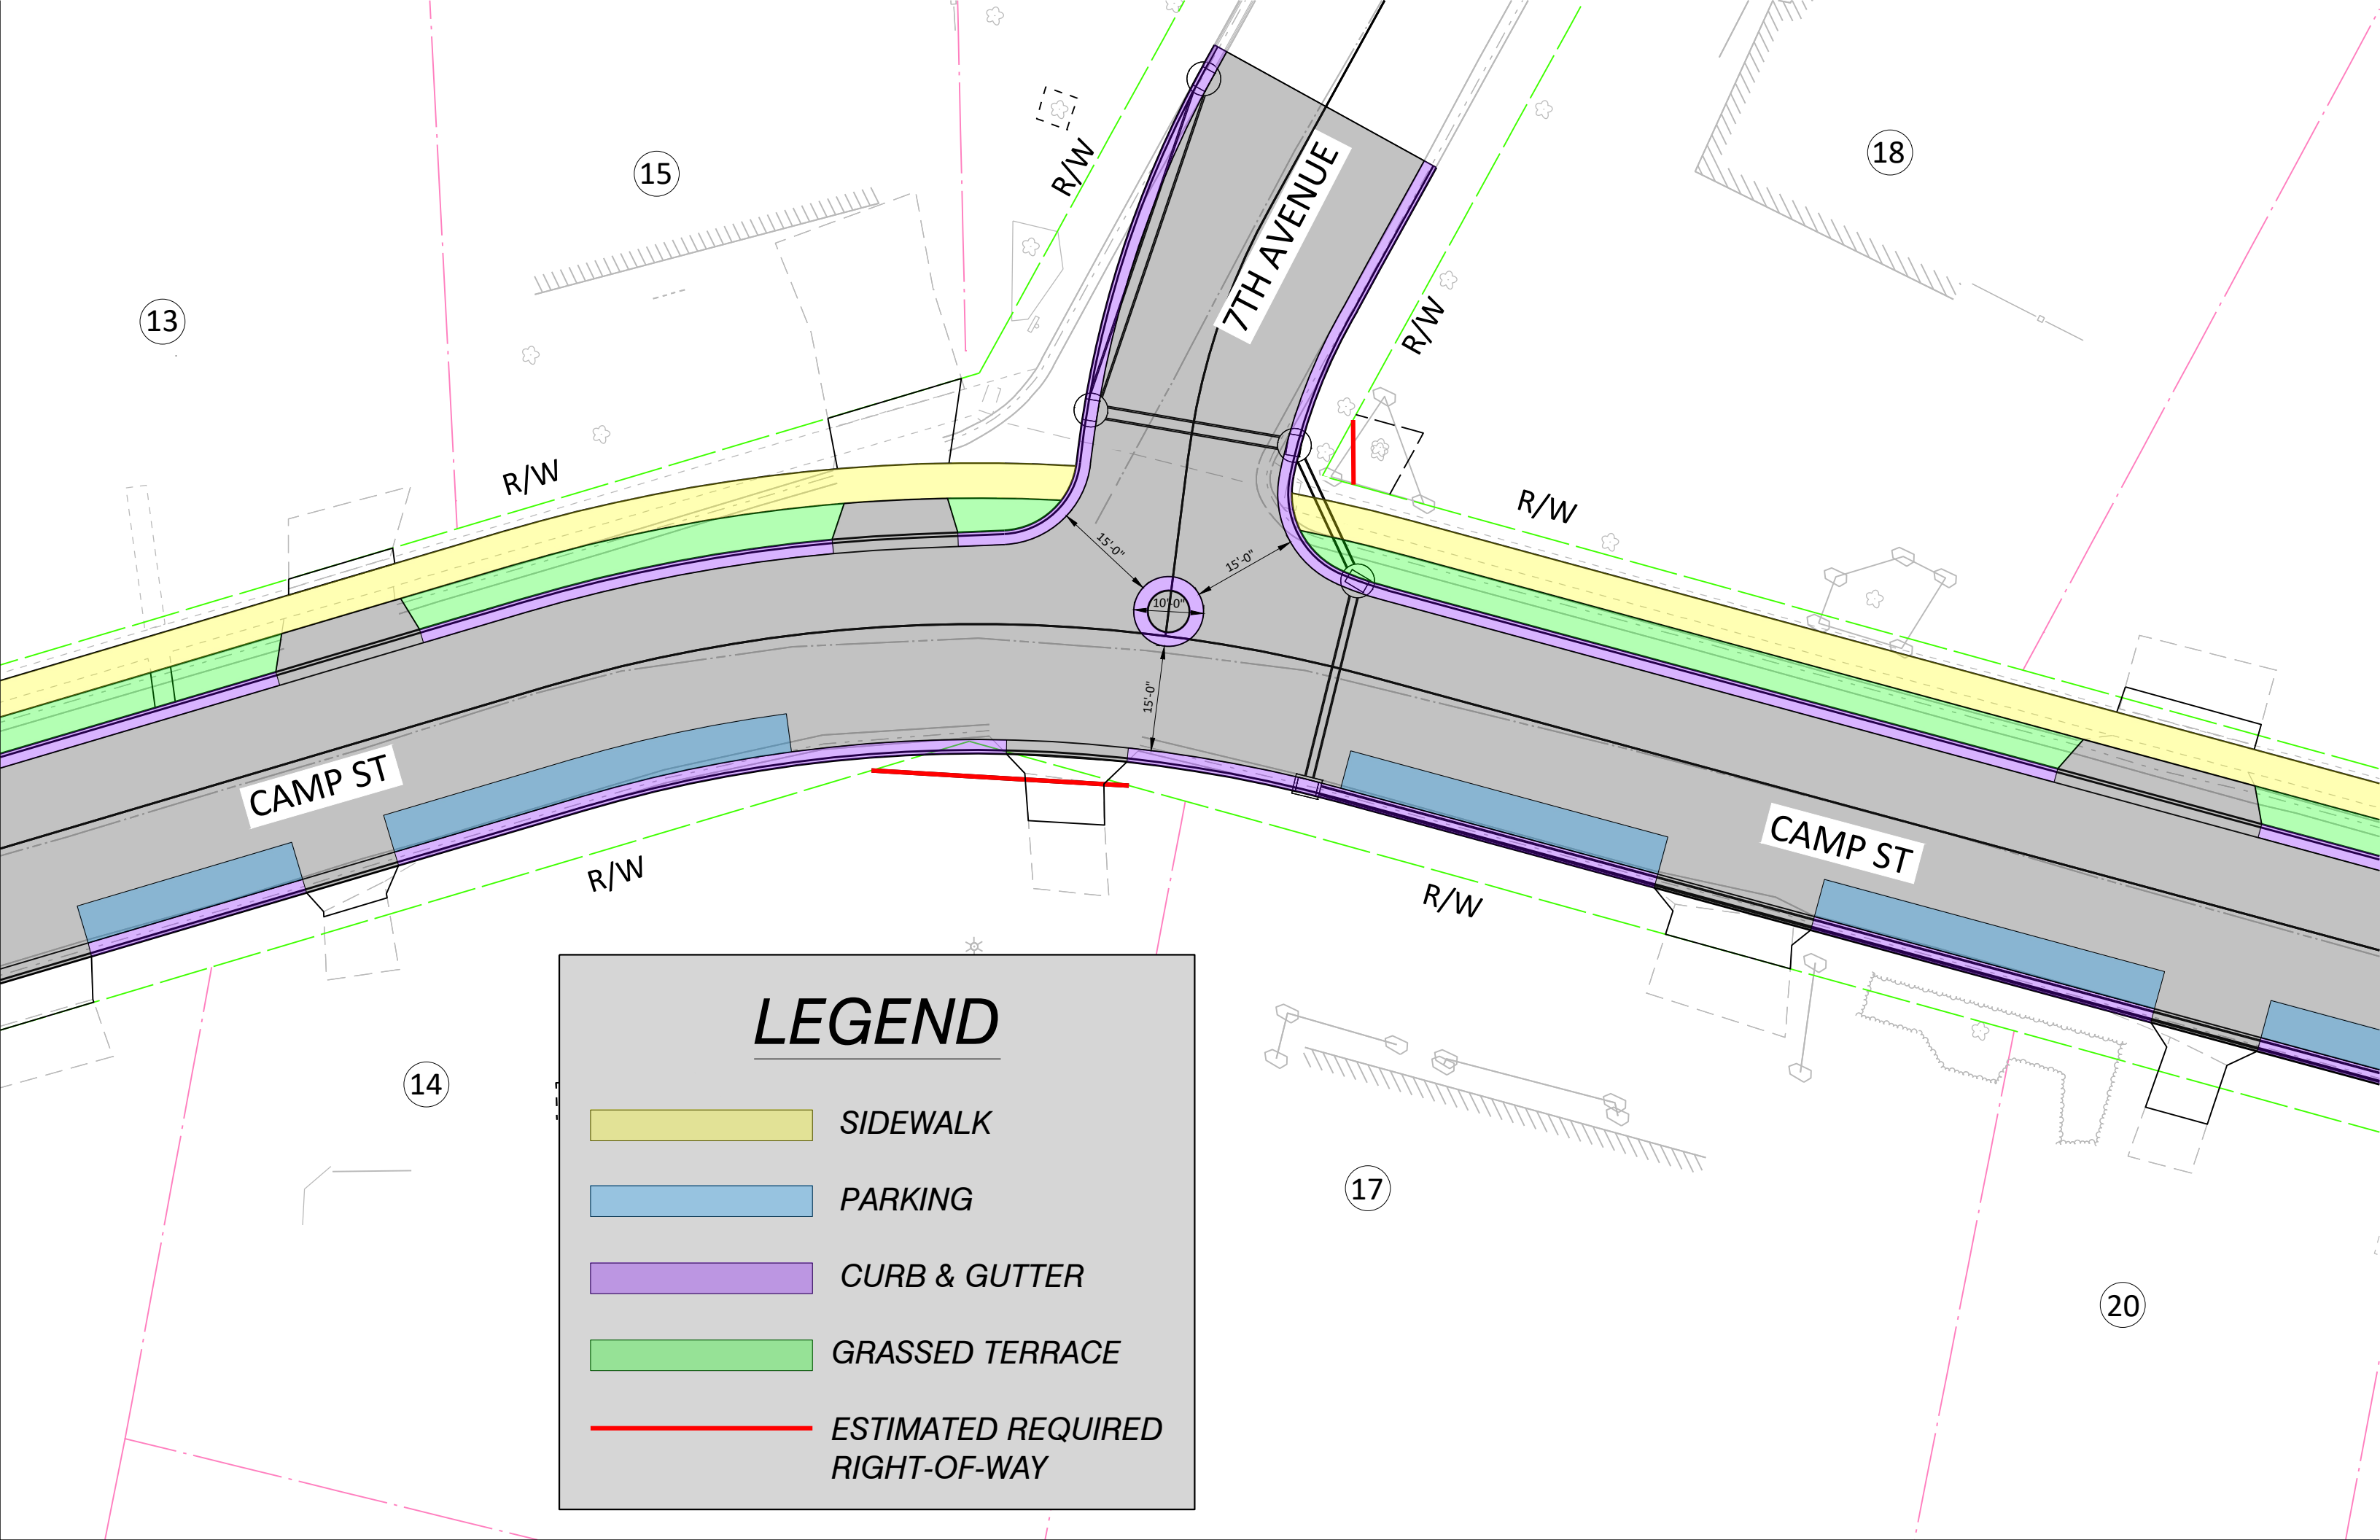 18
15
R/W
7TH AVENUE
13
R/W
R/W
R/W
15'-0"
15'-0"
10'-0"
15'-0"
CAMP ST
CAMP ST
R/W
R/W
LEGEND
SIDEWALK
PARKING
CURB & GUTTER
GRASSED TERRACE
ESTIMATED REQUIRED
RIGHT-OF-WAY
14
17
20